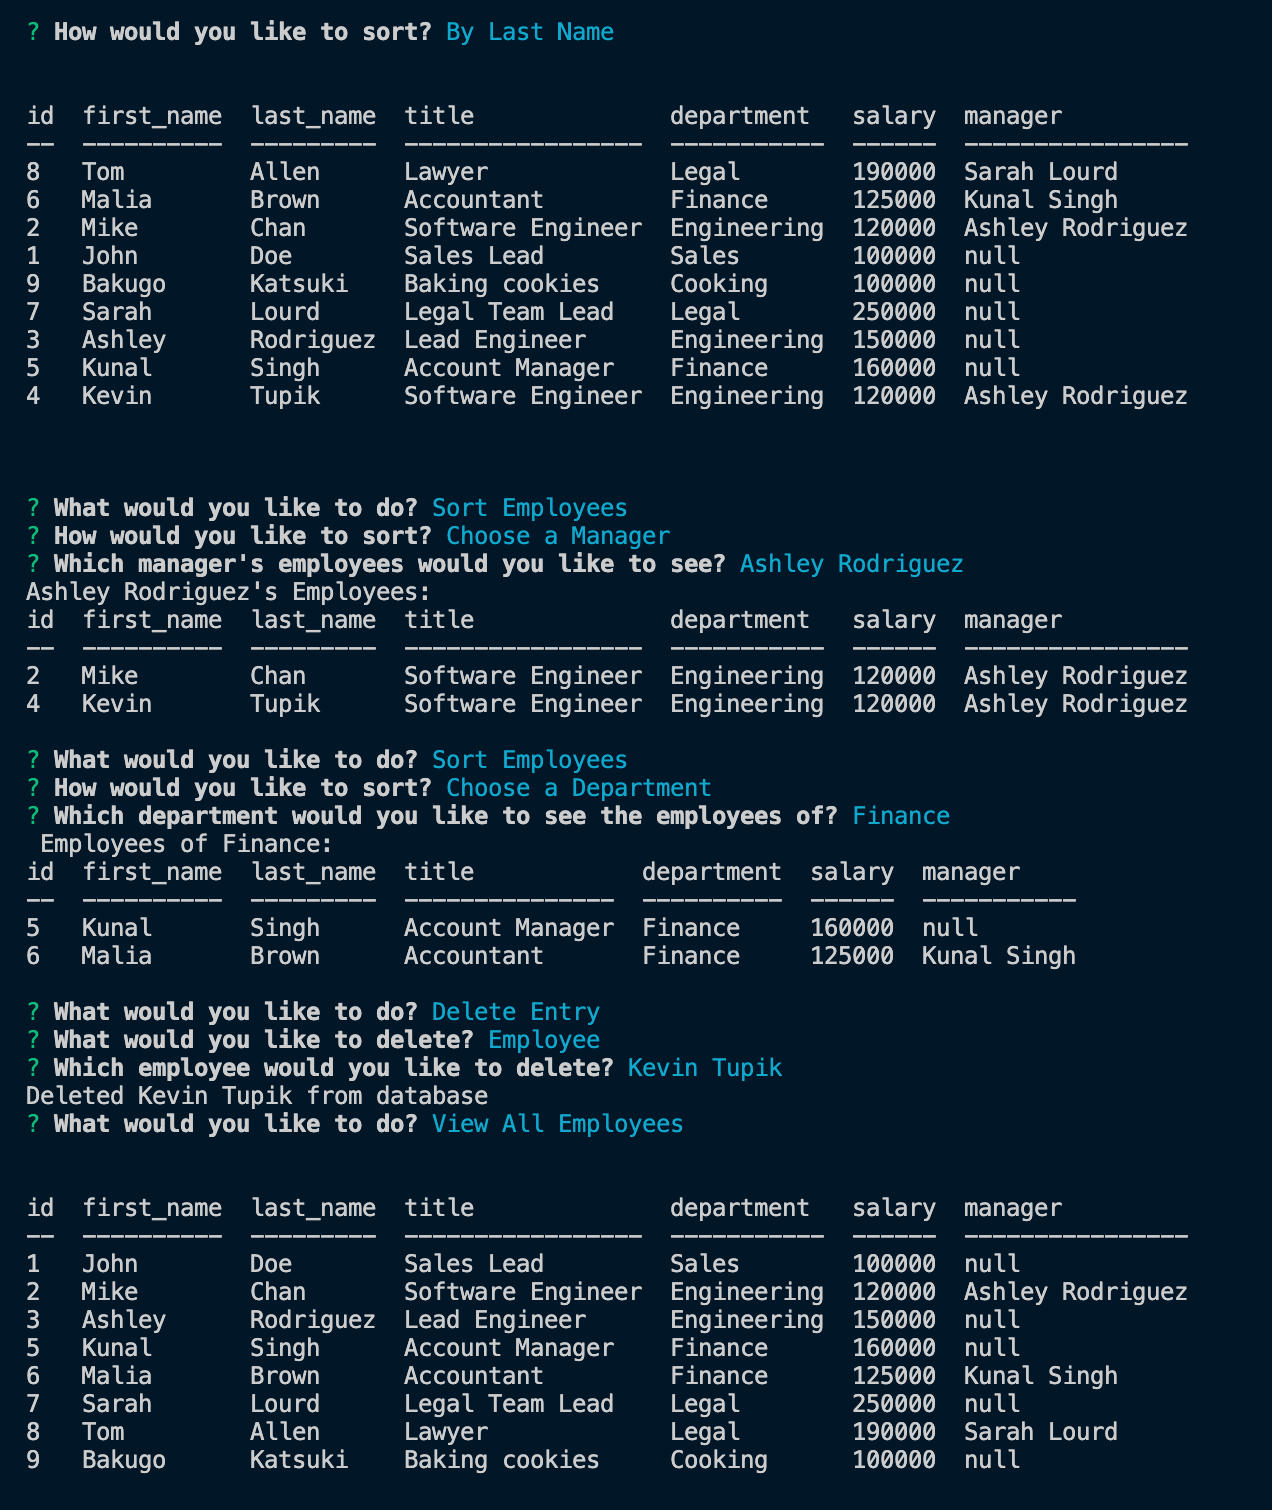 ? How would you like to sort? By Last Name
id  first_name  last_name  title              department   salary  manager
--  ----------  ---------  -----------------  -----------  ------  ----------------
8   Tom         Allen      Lawyer             Legal        190000  Sarah Lourd
6   Malia       Brown      Accountant         Finance      125000  Kunal Singh
2   Mike        Chan       Software Engineer  Engineering  120000  Ashley Rodriguez
1   John        Doe        Sales Lead         Sales        100000  null
9   Bakugo      Katsuki    Baking cookies     Cooking      100000  null
7   Sarah       Lourd      Legal Team Lead    Legal        250000  null
3   Ashley      Rodriguez  Lead Engineer      Engineering  150000  null
5   Kunal       Singh      Account Manager    Finance      160000  null
4   Kevin       Tupik      Software Engineer  Engineering  120000  Ashley Rodriguez
? What would you like to do? Sort Employees
? How would you like to sort? Choose a Manager
? Which manager's employees would you like to see? Ashley Rodriguez
Ashley Rodriguez's Employees:
id  first_name  last_name  title              department   salary  manager
--  ----------  ---------  -----------------  -----------  ------  ----------------
2   Mike        Chan       Software Engineer  Engineering  120000  Ashley Rodriguez
4   Kevin       Tupik      Software Engineer  Engineering  120000  Ashley Rodriguez
? What would you like to do? Sort Employees
? How would you like to sort? Choose a Department
? Which department would you like to see the employees of? Finance
 Employees of Finance:
id  first_name  last_name  title            department  salary  manager
--  ----------  ---------  ---------------  ----------  ------  -----------
5   Kunal       Singh      Account Manager  Finance     160000  null
6   Malia       Brown      Accountant       Finance     125000  Kunal Singh
? What would you like to do? Delete Entry
? What would you like to delete? Employee
? Which employee would you like to delete? Kevin Tupik
Deleted Kevin Tupik from database
? What would you like to do? View All Employees
id  first_name  last_name  title              department   salary  manager
--  ----------  ---------  -----------------  -----------  ------  ----------------
1   John        Doe        Sales Lead         Sales        100000  null
2   Mike        Chan       Software Engineer  Engineering  120000  Ashley Rodriguez
3   Ashley      Rodriguez  Lead Engineer      Engineering  150000  null
5   Kunal       Singh      Account Manager    Finance      160000  null
6   Malia       Brown      Accountant         Finance      125000  Kunal Singh
7   Sarah       Lourd      Legal Team Lead    Legal        250000  null
8   Tom         Allen      Lawyer             Legal        190000  Sarah Lourd
9   Bakugo      Katsuki    Baking cookies     Cooking      100000  null